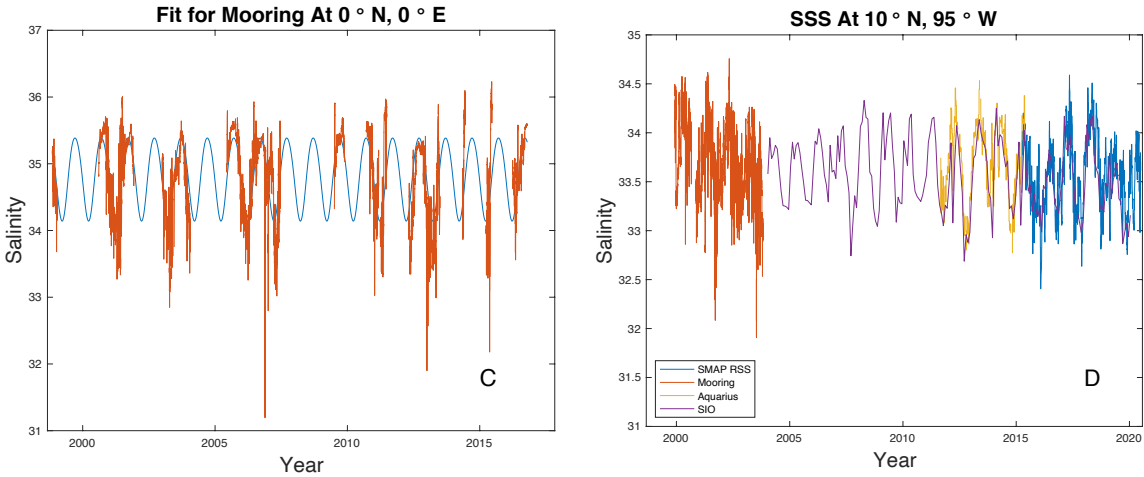 Fit for Mooring At 0 ° N, 0 ° E
37
36
35
34
33
32
31
Salinity
2000
2005
2010
2015
Year
C
SSS At 10 ° N, 95 ° W
35
34.5
34
33.5
33
32.5
32
31.5
31
Salinity
SMAP RSS
Mooring
Aquarius
SIO
D
2000
2005
2010
2015
2020
Year